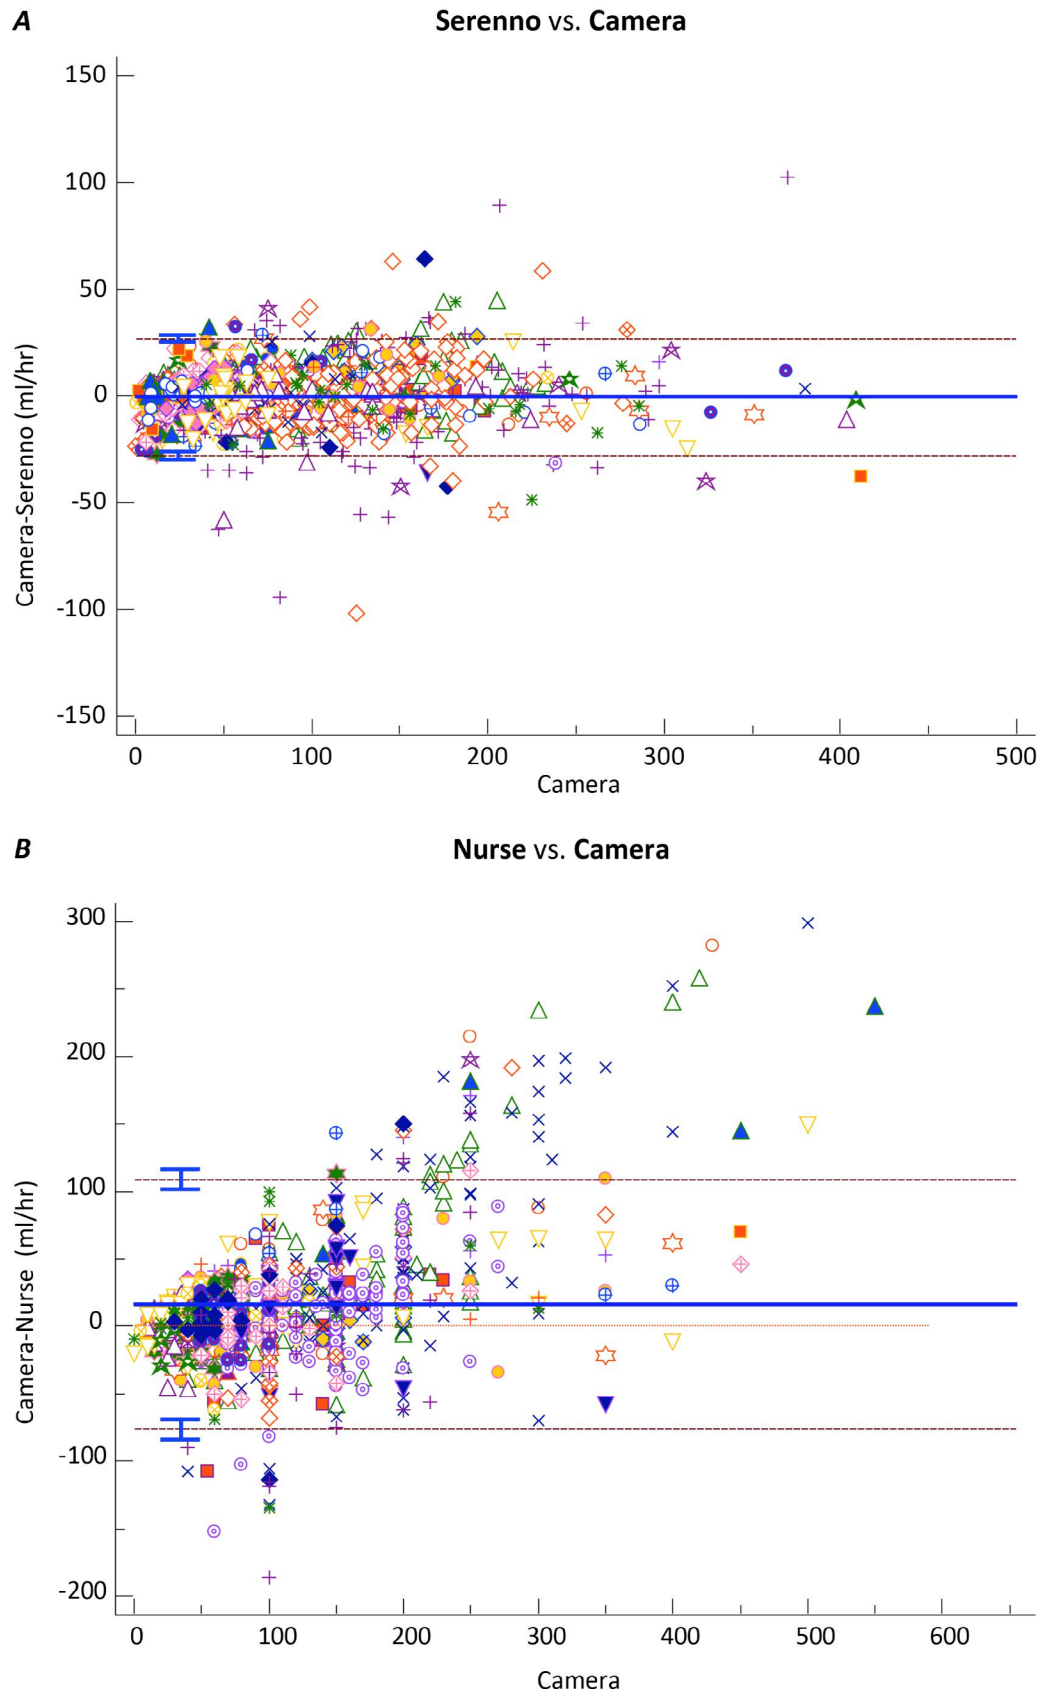 A
Serenno vs. Camera
150
100
50
0
-50
-100
-150
Camera-Serenno (ml/hr)
0 100 200 300 400 500
Camera
B
Nurse vs. Camera
300
200
100
0
-100
-200
Camera-Nurse (ml/hr)
0 100 200 300 400 500 600
Camera